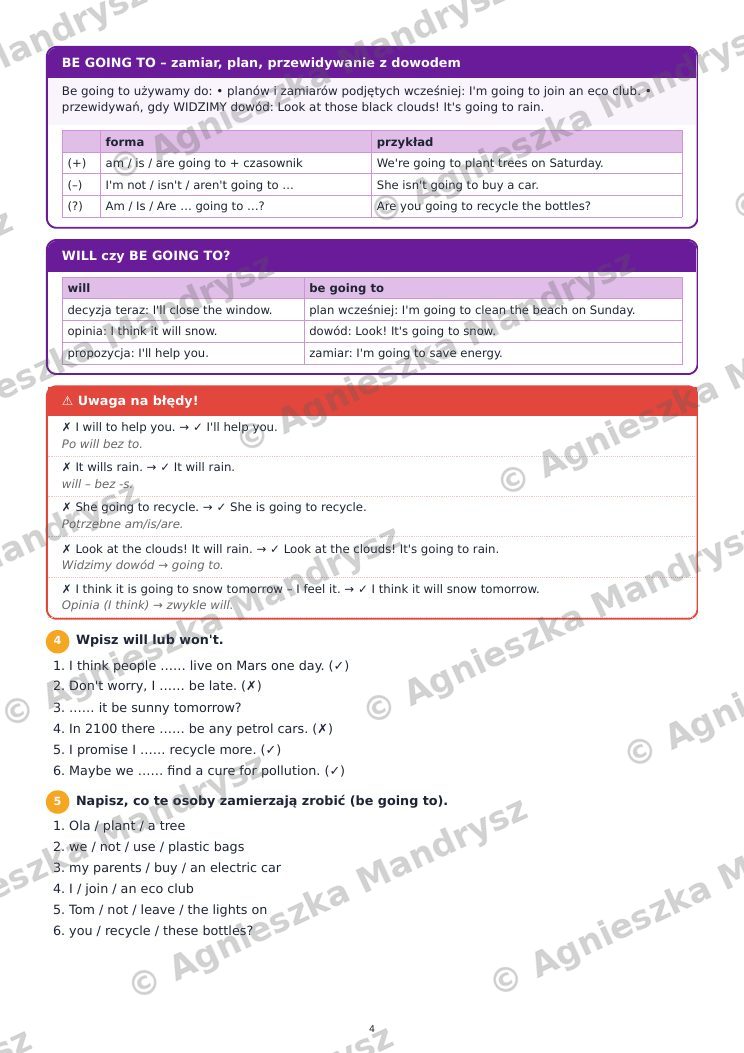 BE GOING TO – zamiar, plan, przewidywanie z dowodem
Be going to używamy do: • planów i zamiarów podjętych wcześniej: I'm going to join an eco club. •
przewidywań, gdy WIDZIMY dowód: Look at those black clouds! It's going to rain.
forma przykład
(+) am / is / are going to + czasownik We're going to plant trees on Saturday.
(–) I'm not / isn't / aren't going to … She isn't going to buy a car.
(?) Am / Is / Are … going to …? Are you going to recycle the bottles?
WILL czy BE GOING TO?
will be going to
decyzja teraz: I'll close the window. plan wcześniej: I'm going to clean the beach on Sunday.
opinia: I think it will snow. dowód: Look! It's going to snow.
propozycja: I'll help you. zamiar: I'm going to save energy.
⚠ Uwaga na błędy!
✗ I will to help you. → ✓ I'll help you.
Po will bez to.
✗ It wills rain. → ✓ It will rain.
will – bez -s.
✗ She going to recycle. → ✓ She is going to recycle.
Potrzebne am/is/are.
✗ Look at the clouds! It will rain. → ✓ Look at the clouds! It's going to rain.
Widzimy dowód → going to.
✗ I think it is going to snow tomorrow – I feel it. → ✓ I think it will snow tomorrow.
Opinia (I think) → zwykle will.
4 Wpisz will lub won't.
1. I think people …… live on Mars one day. (✓)
2. Don't worry, I …… be late. (✗)
3. …… it be sunny tomorrow?
4. In 2100 there …… be any petrol cars. (✗)
5. I promise I …… recycle more. (✓)
6. Maybe we …… find a cure for pollution. (✓)
5 Napisz, co te osoby zamierzają zrobić (be going to).
1. Ola / plant / a tree
2. we / not / use / plastic bags
3. my parents / buy / an electric car
4. I / join / an eco club
5. Tom / not / leave / the lights on
6. you / recycle / these bottles?
4
© Agnieszka Mandrysz